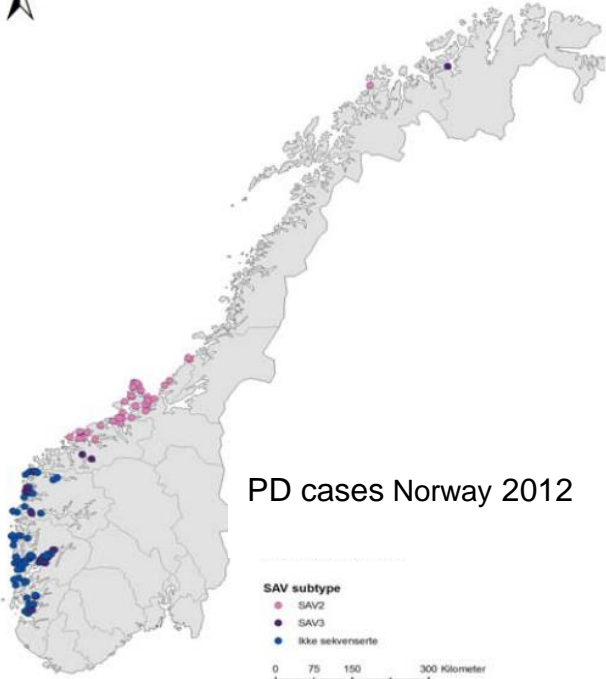 PD cases Norway 2012
SAV subtype
SAV2
SAV3
Ikke sekvenserte
0 75 150 300 Kilometer